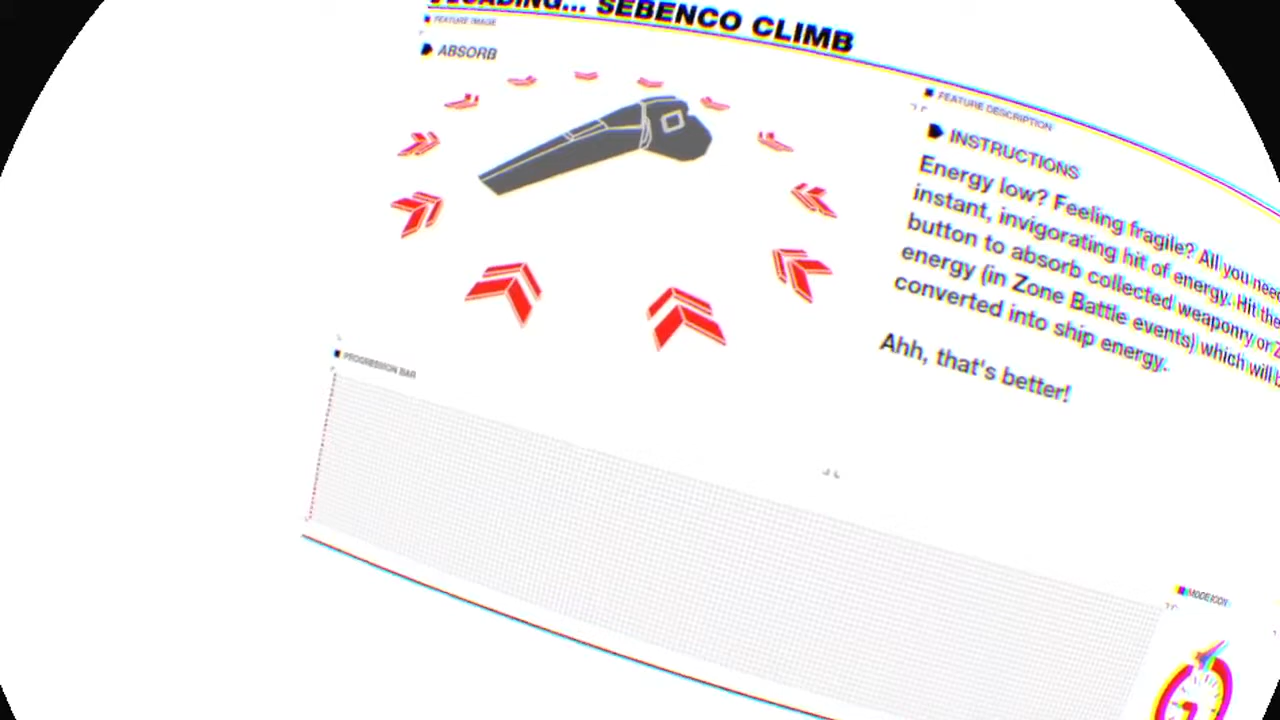 LOADING... SEBENCO CLIMB
FEATURE IMAGE
ABSORB
FEATURE DESCRIPTION
INSTRUCTIONS
Energy low? Feeling fragile? All you need
instant, invigorating hit of energy. Hit the
button to absorb collected weaponry or
energy (in Zone Battle events) which will
converted into ship energy.
Ahh, that's better!
PROGRESSION BAR
MODE ICON